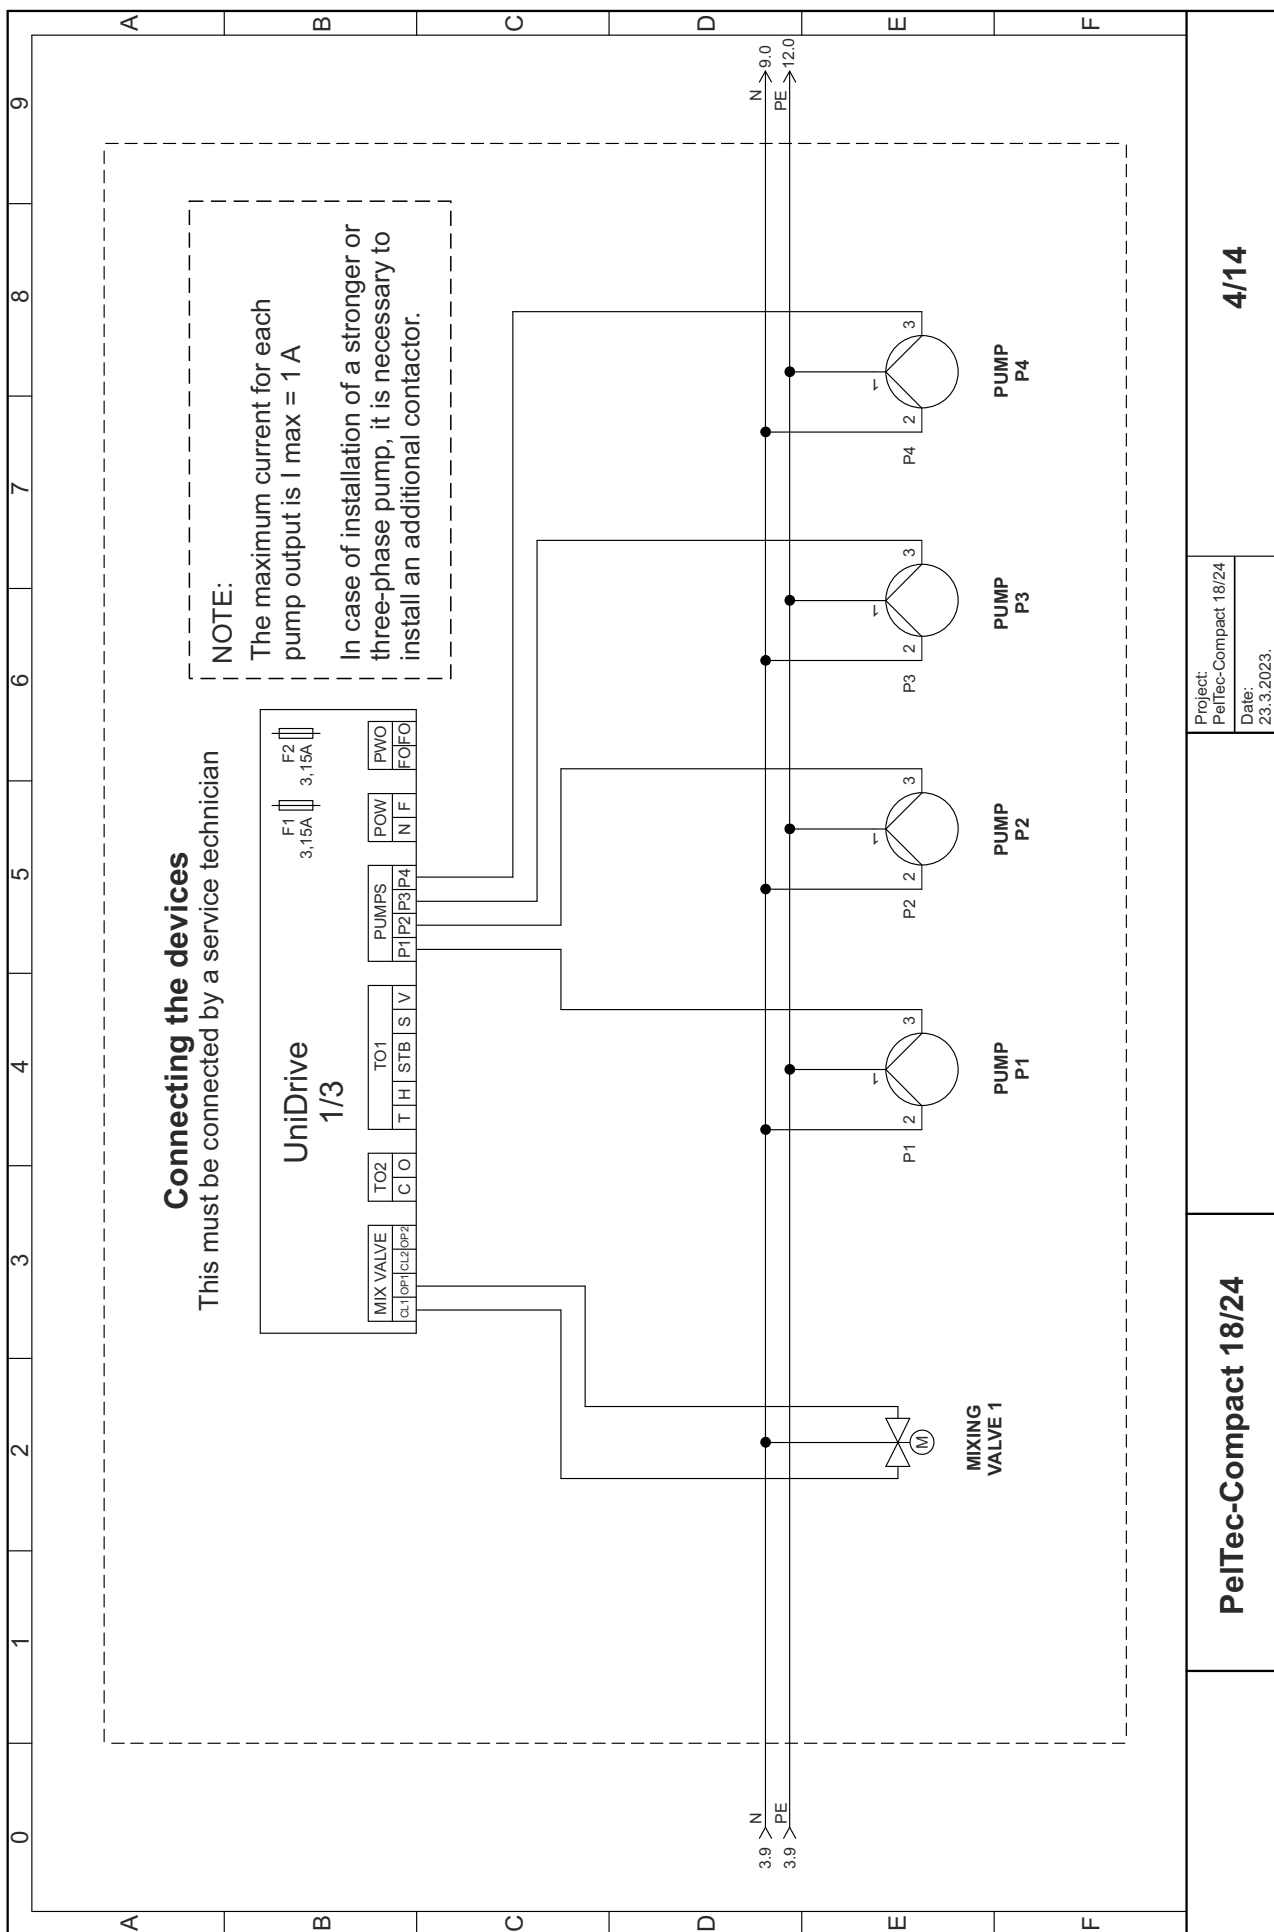 0 1 2 3 4 5 6 7 8 9
A A
B B
C C
D D
E E
F F
Connecting the devices
This must be connected by a service technician
UniDrive
1/3
F1
3,15A
F2
3,15A
MIX VALVE
CL1 OP1 CL2 OP2
TO2
C O
TO1
T H STB S V
PUMPS
P1 P2 P3 P4
POW
N F
PWO
FO FO
NOTE:
The maximum current for each
pump output is I max = 1 A
In case of installation of a stronger or
three-phase pump, it is necessary to
install an additional contactor.
3.9 N
3.9 PE
N 9.0
PE 12.0
M
MIXING
VALVE 1
P1 2 1 3
PUMP
P1
P2 2 1 3
PUMP
P2
P3 2 1 3
PUMP
P3
P4 2 1 3
PUMP
P4
PelTec-Compact 18/24
Project:
PelTec-Compact 18/24
Date:
23.3.2023.
4/14